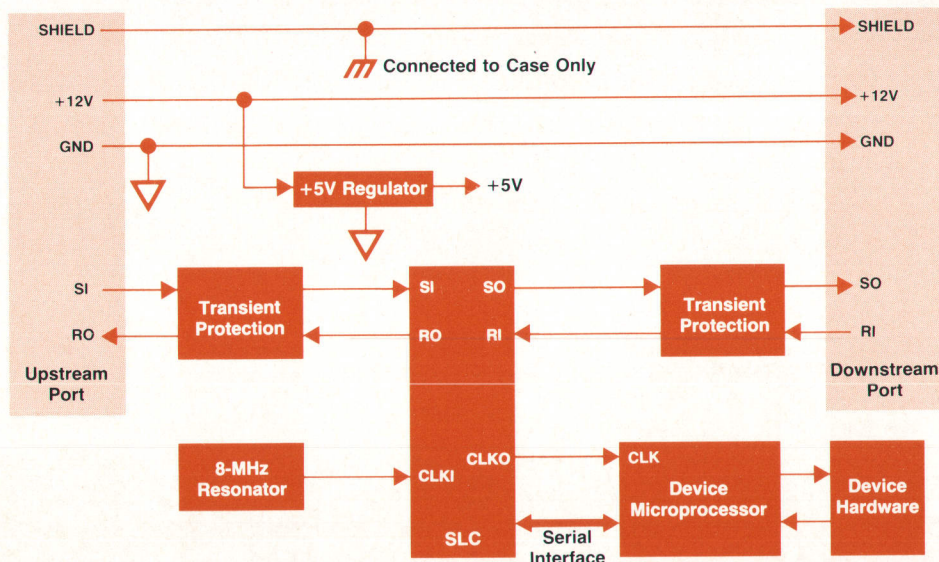 SHIELD
SHIELD
Connected to Case Only
+12V
+12V
GND
GND
+5V Regulator
+5V
SI
Transient
Protection
SI
SO
Transient
Protection
SO
RO
RO
RI
RI
Upstream
Port
Downstream
Port
8-MHz
Resonator
CLKI
CLKO
CLK
Device
Microprocessor
Device
Hardware
SLC
Serial
Interface